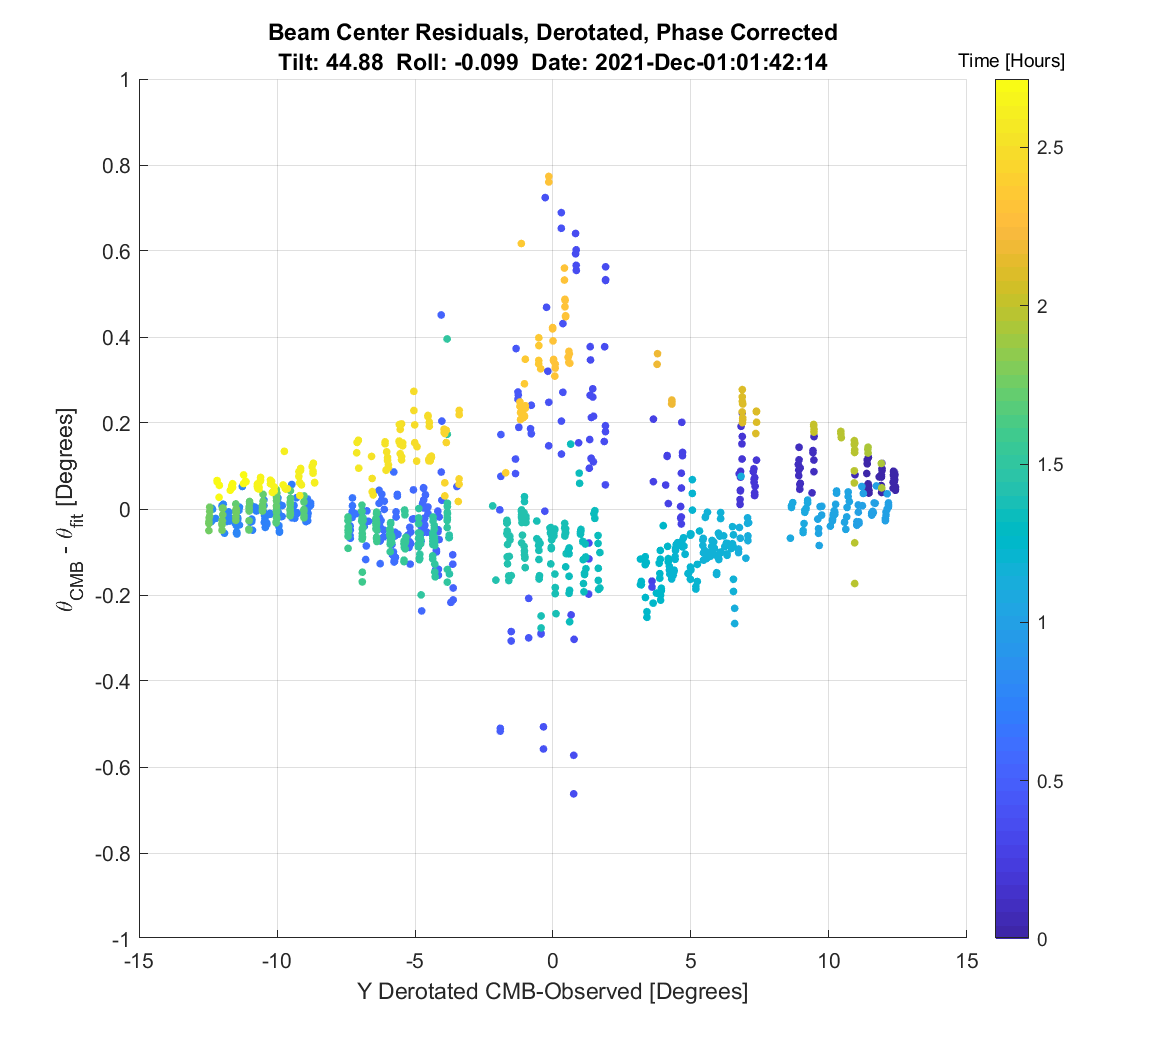 Beam Center Residuals, Derotated, Phase Corrected
Tilt: 44.88 Roll: -0.099 Date: 2021-Dec-01:01:42:14
Time [Hours]
1
0.8
0.6
0.4
0.2
0
-0.2
-0.4
-0.6
-0.8
-1
θCMB - θfit [Degrees]
-15 -10 -5 0 5 10 15
Y Derotated CMB-Observed [Degrees]
2.5
2
1.5
1
0.5
0